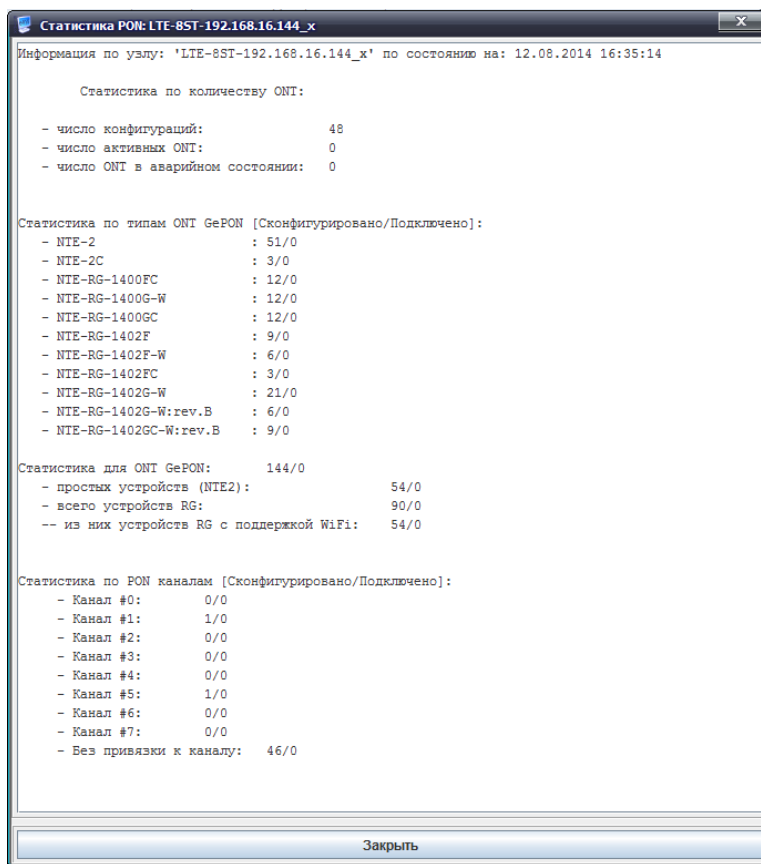 Статистика PON: LTE-8ST-192.168.16.144_x
Информация по узлу: 'LTE-8ST-192.168.16.144_x' по состоянию на: 12.08.2014 16:35:14
Статистика по количеству ONT:
- число конфигураций: 48
- число активных ONT: 0
- число ONT в аварийном состоянии: 0
Статистика по типам ONT GePON [Сконфигурировано/Подключено]:
- NTE-2 : 51/0
- NTE-2C : 3/0
- NTE-RG-1400FC : 12/0
- NTE-RG-1400G-W : 12/0
- NTE-RG-1400GC : 12/0
- NTE-RG-1402F : 9/0
- NTE-RG-1402F-W : 6/0
- NTE-RG-1402FC : 3/0
- NTE-RG-1402G-W : 21/0
- NTE-RG-1402G-W:rev.B : 6/0
- NTE-RG-1402GC-W:rev.B : 9/0
Статистика для ONT GePON: 144/0
- простых устройств (NTE2): 54/0
- всего устройств RG: 90/0
-- из них устройств RG с поддержкой WiFi: 54/0
Статистика по PON каналам [Сконфигурировано/Подключено]:
- Канал #0: 0/0
- Канал #1: 1/0
- Канал #2: 0/0
- Канал #3: 0/0
- Канал #4: 0/0
- Канал #5: 1/0
- Канал #6: 0/0
- Канал #7: 0/0
- Без привязки к каналу: 46/0
Закрыть